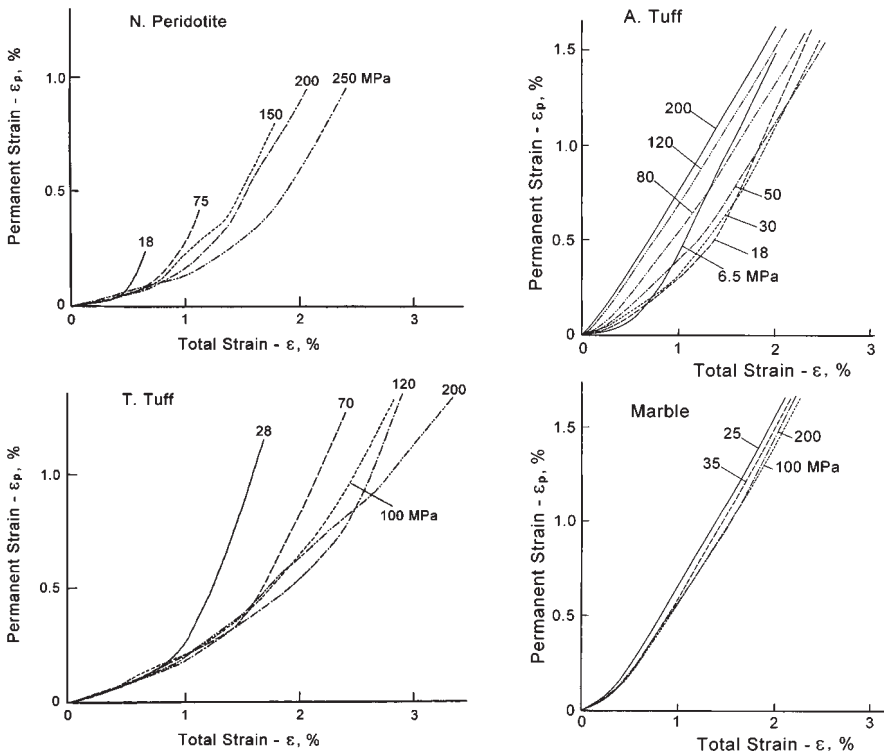 N. Peridotite
Permanent Strain - εp, %
1.0
0.5
0
18
75
150
200
250 MPa
0 1 2 3
Total Strain - ε, %
A. Tuff
Permanent Strain - εp, %
1.5
1.0
0.5
0
200
120
80
50
30
18
6.5 MPa
0 1 2 3
Total Strain - ε, %
T. Tuff
Permanent Strain - εp, %
1.0
0.5
0
28
70
120
200
100 MPa
0 1 2 3
Total Strain - ε, %
Marble
Permanent Strain - εp, %
1.5
1.0
0.5
0
25
35
200
100 MPa
0 1 2 3
Total Strain - ε, %